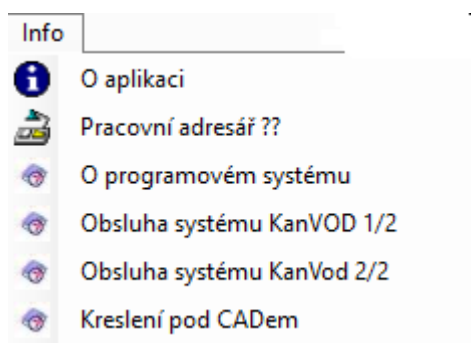 Info
O aplikaci
Pracovní adresář ??
O programovém systému
Obsluha systému KanVOD 1/2
Obsluha systému KanVod 2/2
Kreslení pod CADem